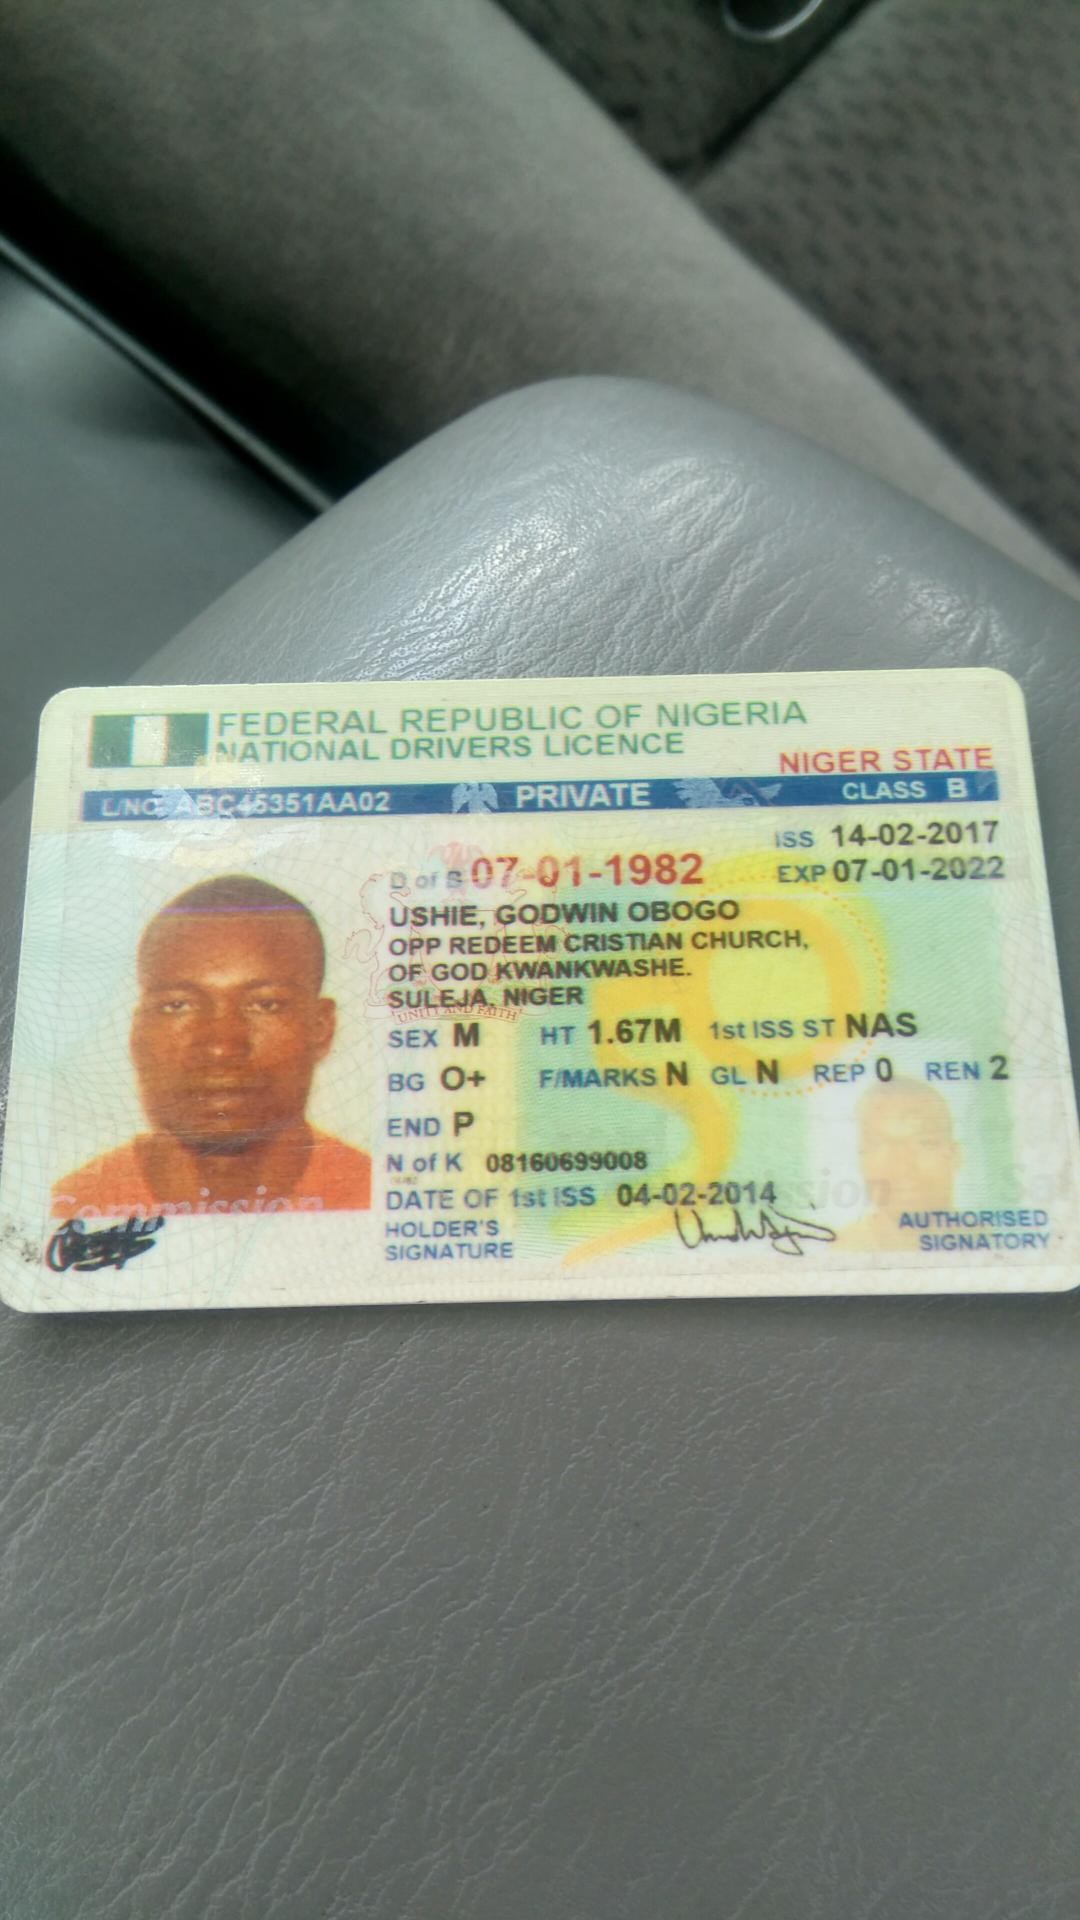 FEDERAL REPUBLIC OF NIGERIA
NATIONAL DRIVERS LICENCE
NIGER STATE
L/NO ABC45351AA02 PRIVATE CLASS B
ISS 14-02-2017
D of B 07-01-1982 EXP 07-01-2022
USHIE, GODWIN OBOGO
OPP REDEEM CRISTIAN CHURCH,
OF GOD KWANKWASHE.
SULEJA, NIGER
UNITY AND FAITH
SEX M HT 1.67M 1st ISS ST NAS
BG O+ F/MARKS N GL N REP 0 REN 2
END P
N of K 08160699008
DATE OF 1st ISS 04-02-2014
Commission
HOLDER'S
SIGNATURE
AUTHORISED
SIGNATORY